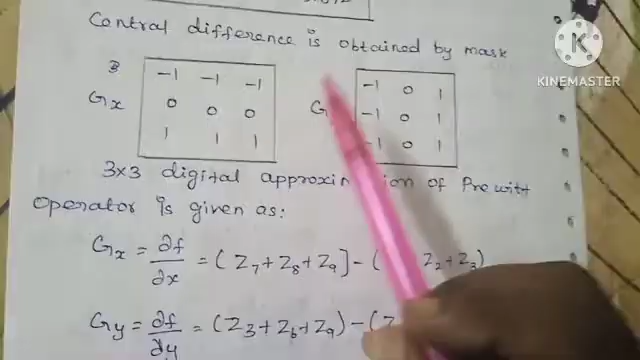 Central difference is obtained by mask
-1 -1 -1 -1 0 1
Gx 0 0 0 G -1 0 1
1 1 1 -1 0 1
3x3 digital approxim ion of Prewitt
operator is given as:
Gx = ∂f/∂x = (Z7+Z8+Z9] - ( Z2+Z3)
Gy = ∂f/∂y = (Z3+Z6+Z9) - (Z
KINEMASTER